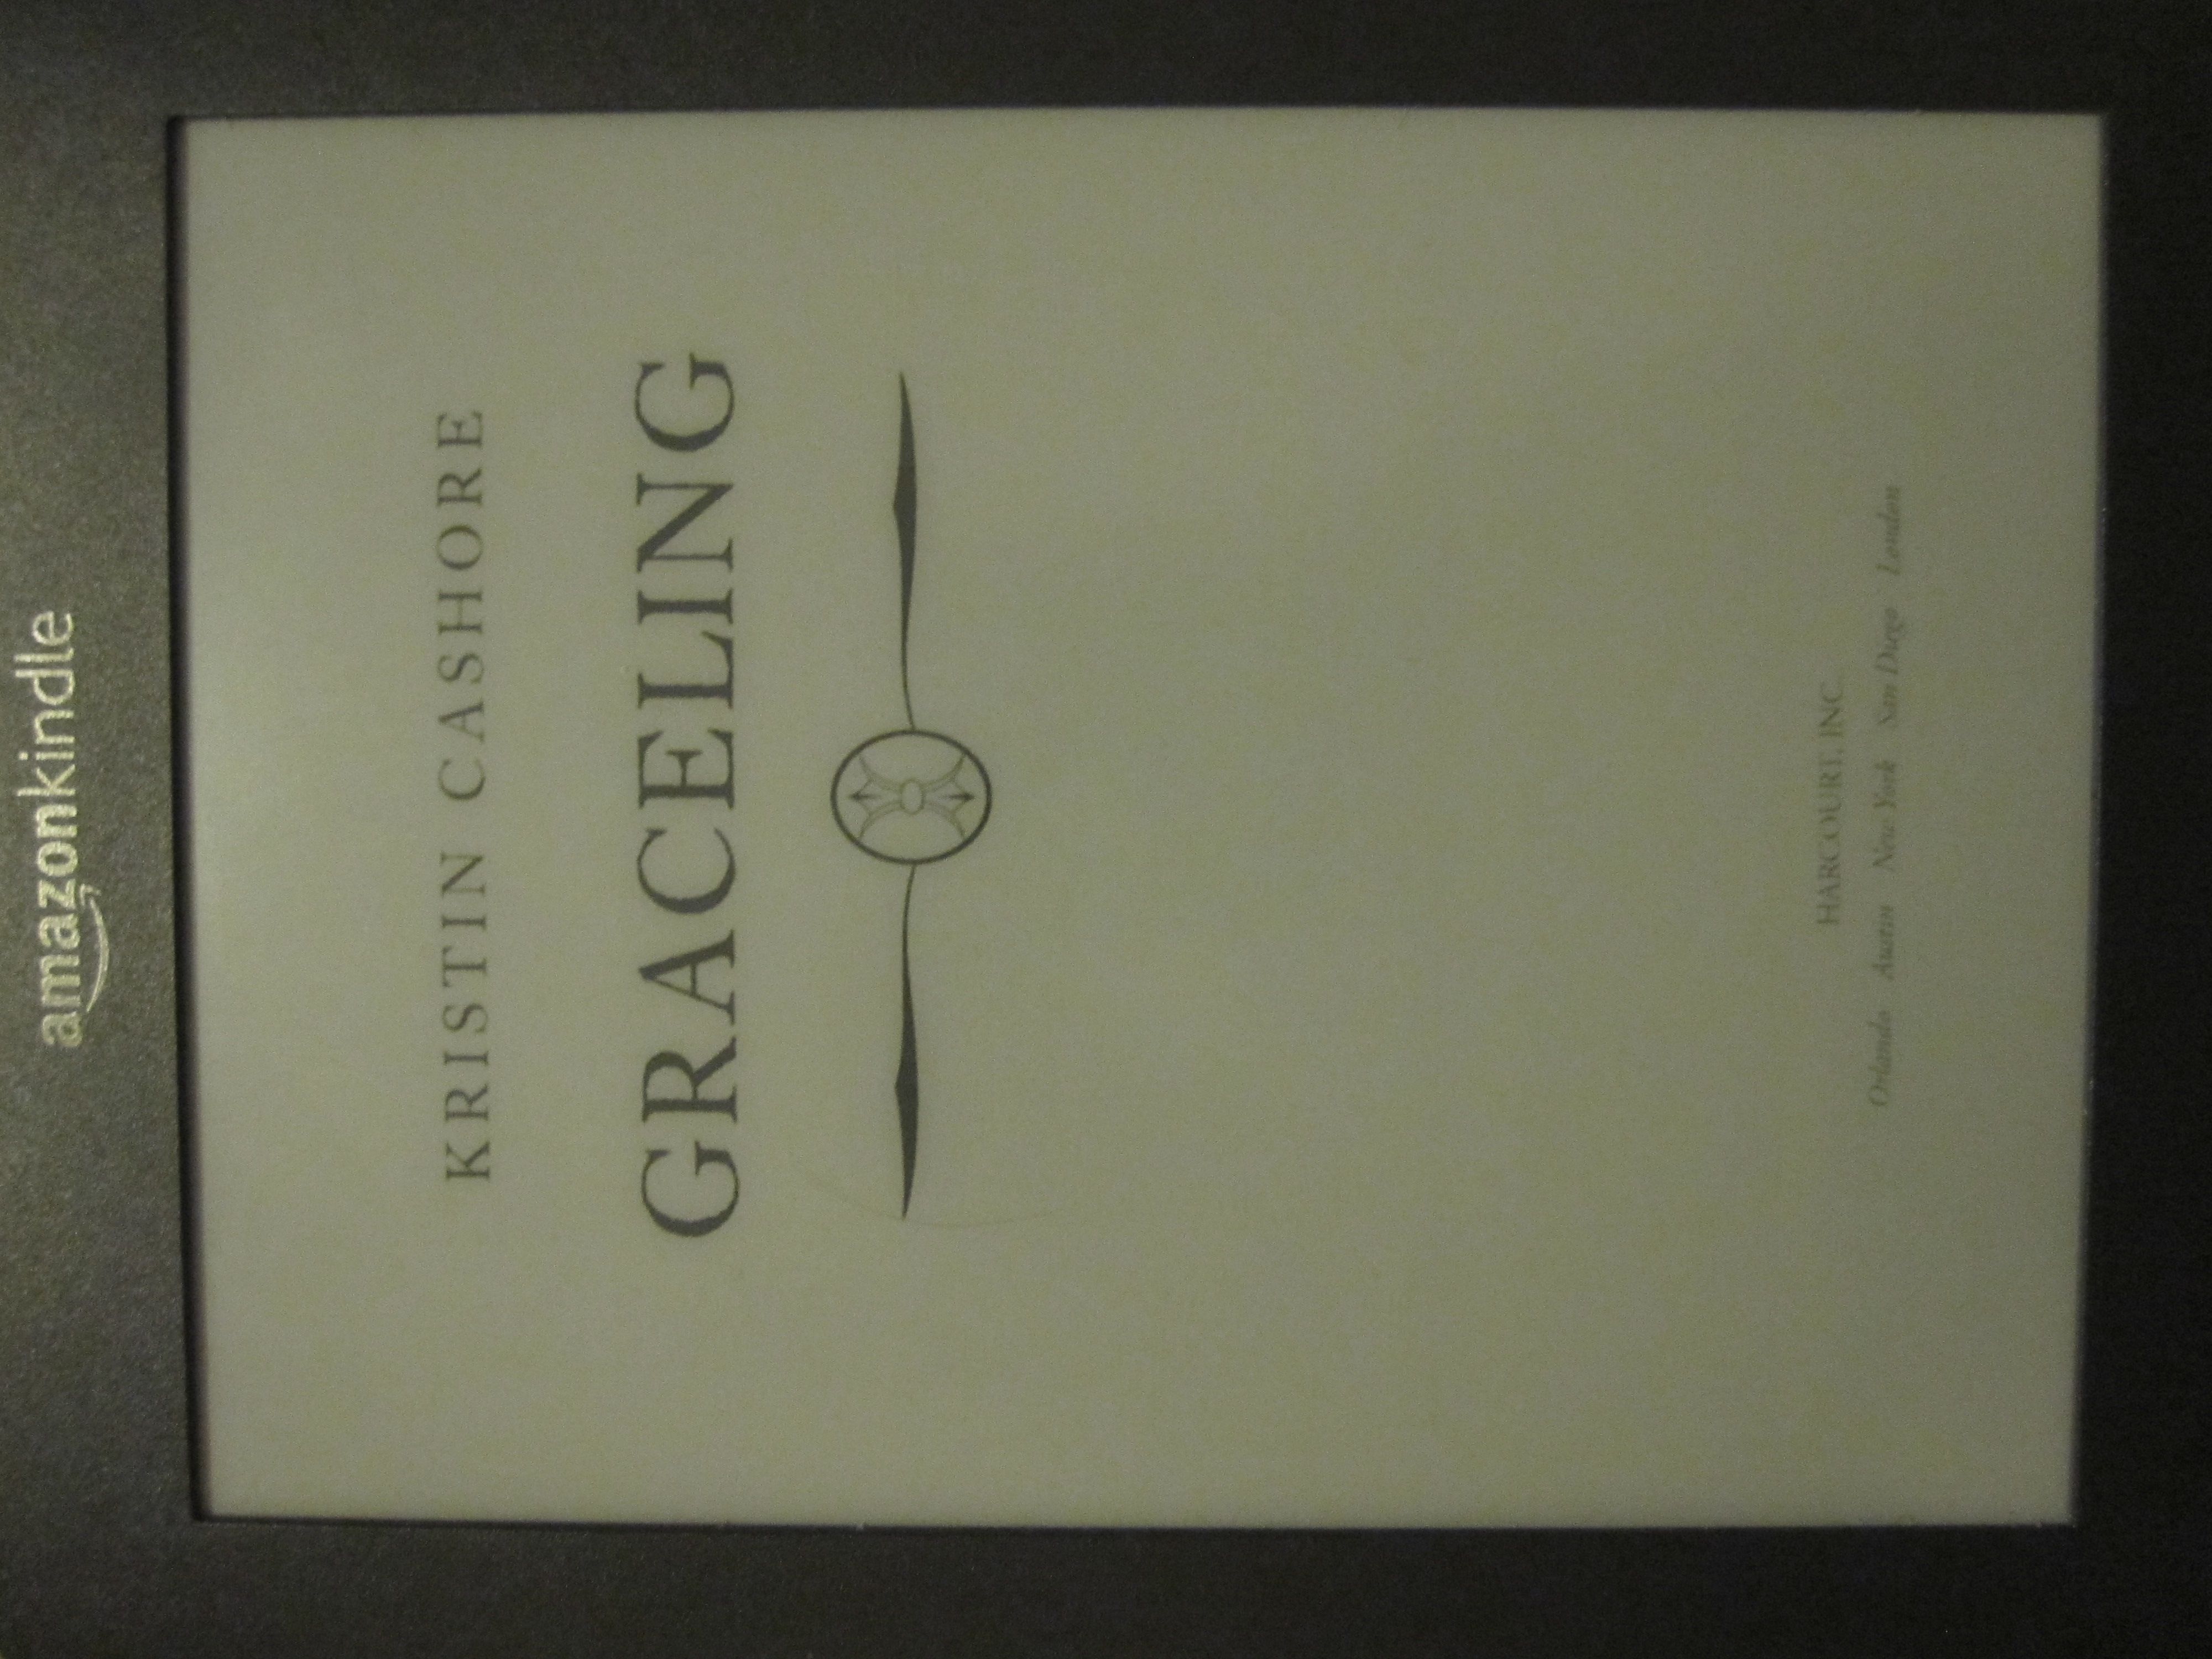 amazonkindle
KRISTIN CASHORE
GRACELING
HARCOURT, INC.
Orlando Austin New York San Diego London